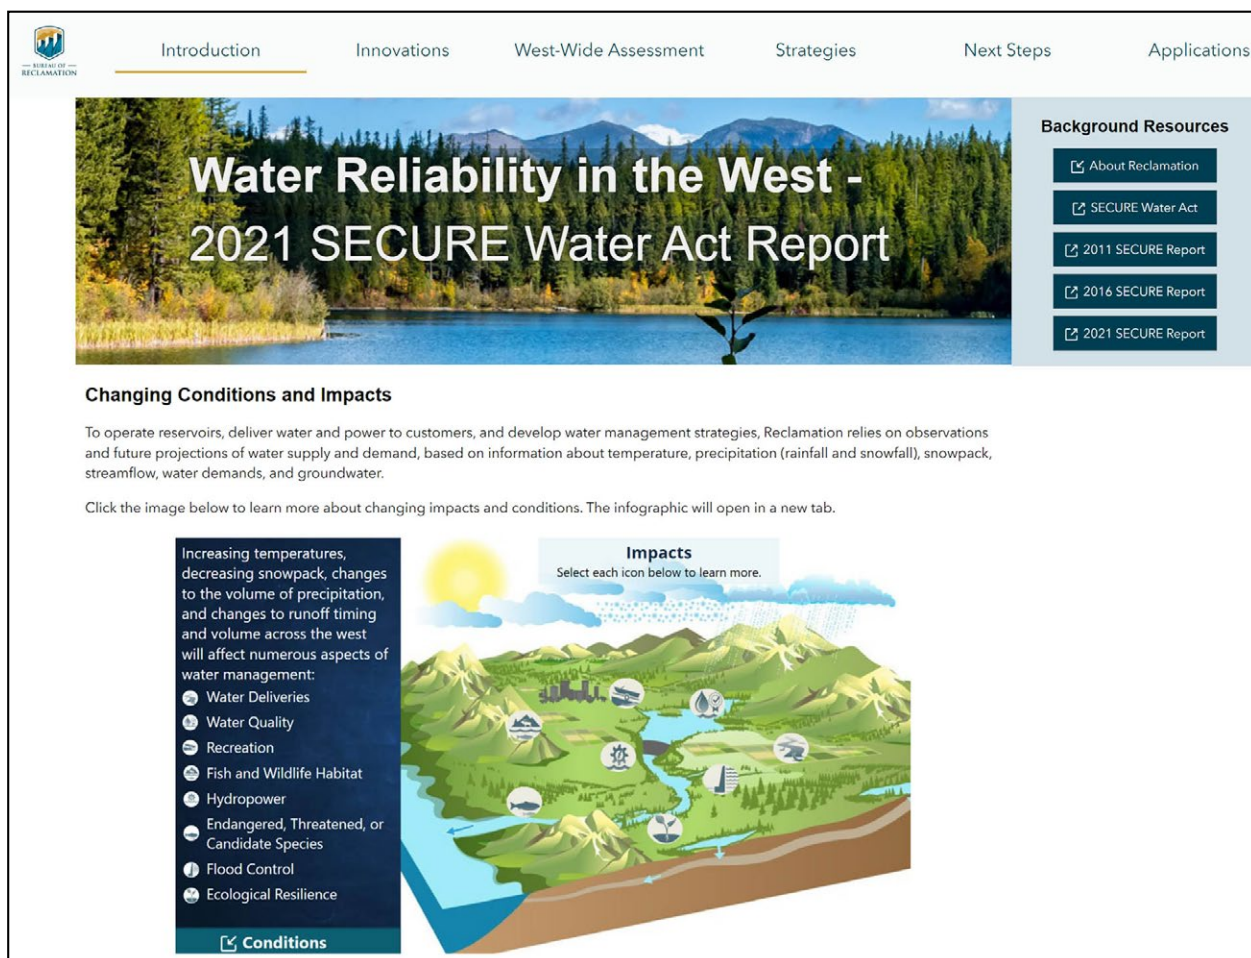 BUREAU OF
RECLAMATION
Introduction
Innovations
West-Wide Assessment
Strategies
Next Steps
Applications
Water Reliability in the West -
2021 SECURE Water Act Report
Background Resources
About Reclamation
SECURE Water Act
2011 SECURE Report
2016 SECURE Report
2021 SECURE Report
Changing Conditions and Impacts
To operate reservoirs, deliver water and power to customers, and develop water management strategies, Reclamation relies on observations
and future projections of water supply and demand, based on information about temperature, precipitation (rainfall and snowfall), snowpack,
streamflow, water demands, and groundwater.
Click the image below to learn more about changing impacts and conditions. The infographic will open in a new tab.
Increasing temperatures,
decreasing snowpack, changes
to the volume of precipitation,
and changes to runoff timing
and volume across the west
will affect numerous aspects of
water management:
Water Deliveries
Water Quality
Recreation
Fish and Wildlife Habitat
Hydropower
Endangered, Threatened, or
Candidate Species
Flood Control
Ecological Resilience
Conditions
Impacts
Select each icon below to learn more.